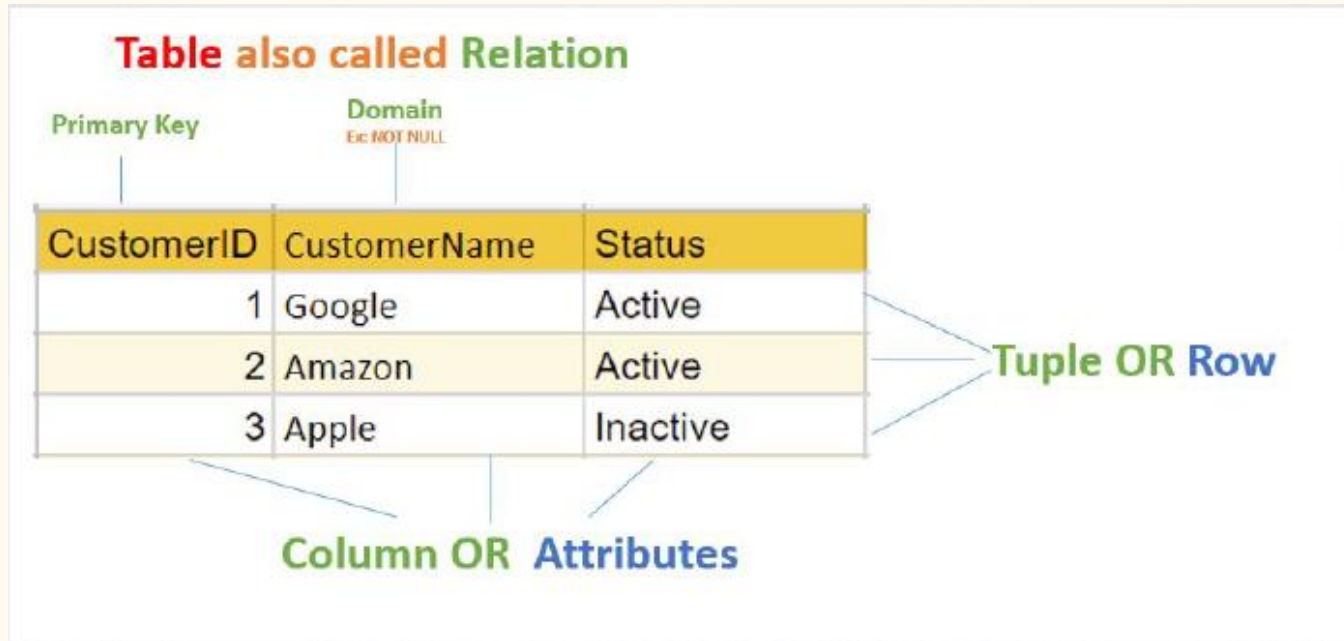 Table also called Relation
Primary Key
Domain
Ex: NOT NULL
CustomerID CustomerName Status
1 Google Active
2 Amazon Active
3 Apple Inactive
Tuple OR Row
Column OR Attributes